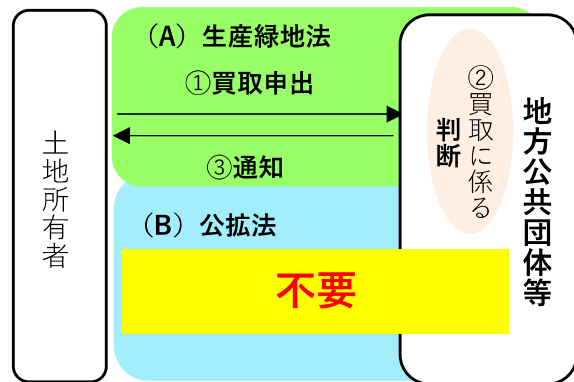 土地所有者
（A）生産緑地法
①買取申出
③通知
（B）公拡法
不要
②買取に係る
判断
地方公共団体等